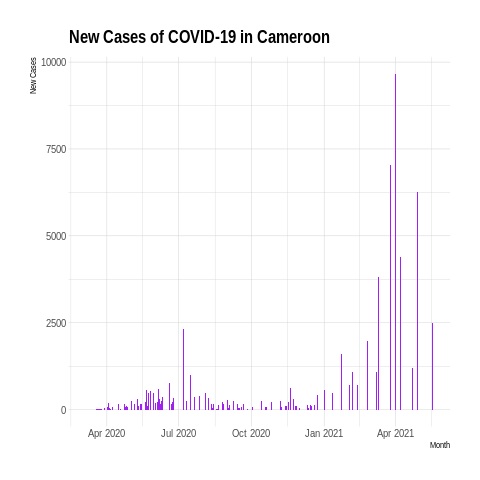 New Cases of COVID-19 in Cameroon
New Cases
10000
7500
5000
2500
0
Apr 2020 Jul 2020 Oct 2020 Jan 2021 Apr 2021
Month